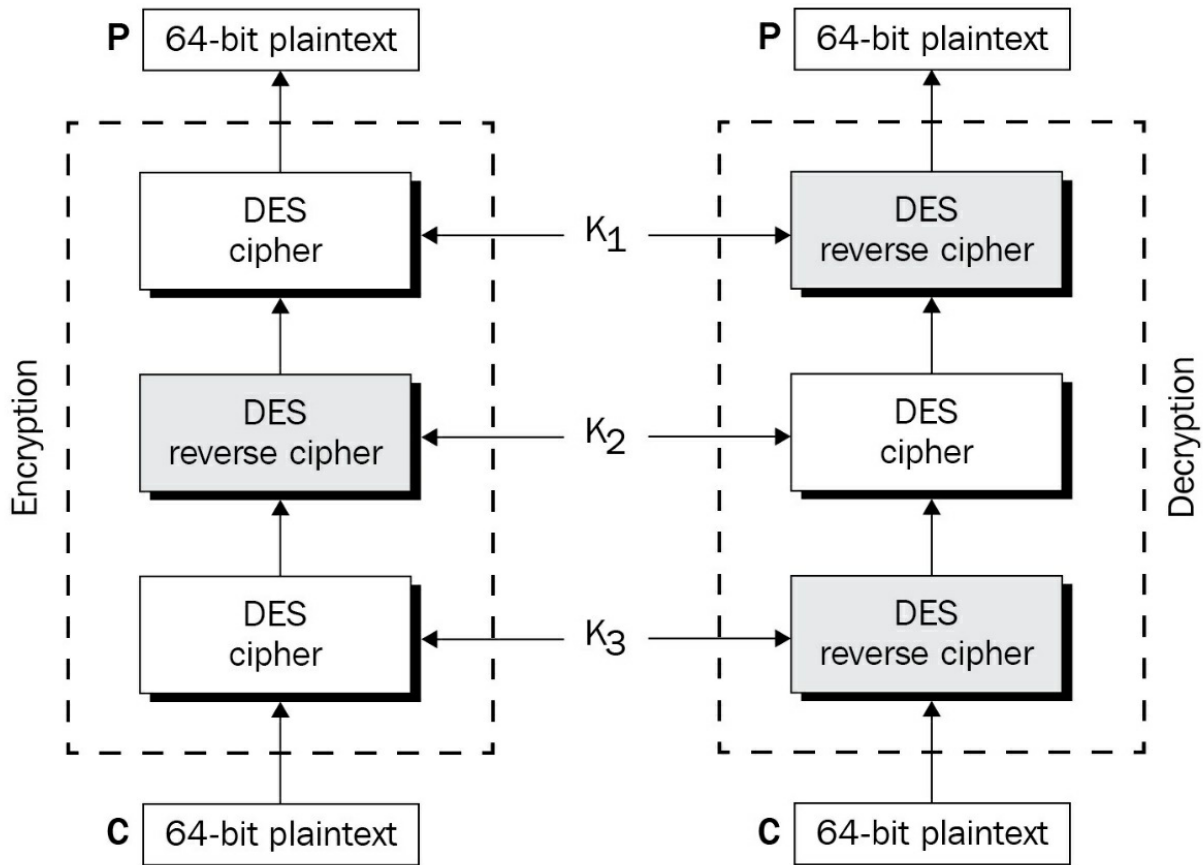 P 64-bit plaintext
P 64-bit plaintext
DES
cipher
K1
DES
reverse cipher
Encryption
DES
reverse cipher
K2
DES
cipher
Decryption
DES
cipher
K3
DES
reverse cipher
C 64-bit plaintext
C 64-bit plaintext